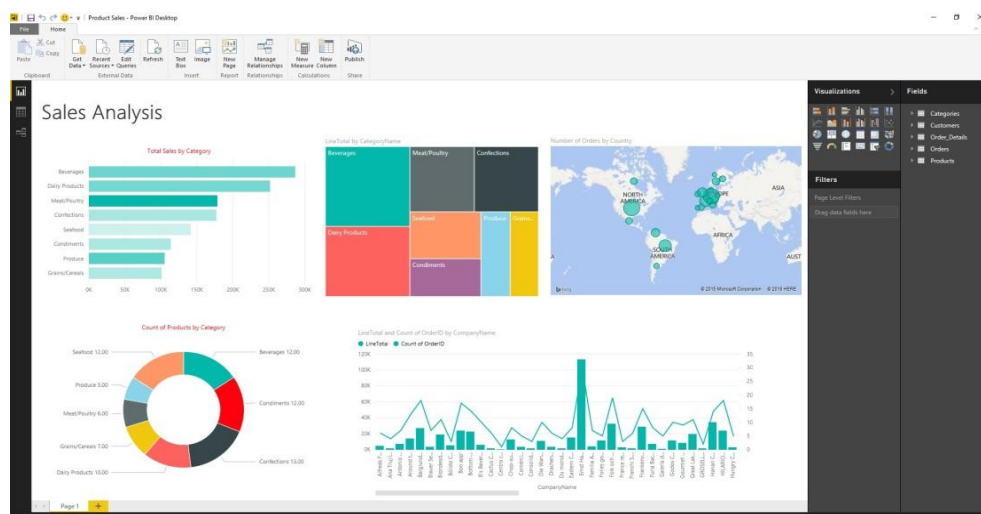 Product Sales - Power BI Desktop
File Home
Paste
Cut
Copy
Get Data
Recent Sources
Edit Queries
Refresh
Text Box
Image
New Page
Manage Relationships
New Measure
New Column
Publish
Clipboard External Data Insert Report Relationships Calculations Share
Sales Analysis
Total Sales by Category
Beverages
Dairy Products
Meat/Poultry
Confections
Seafood
Condiments
Produce
Grains/Cereals
0K 50K 100K 150K 200K 250K 300K
LineTotal by CategoryName
Beverages
Meat/Poultry
Confections
Dairy Products
Seafood
Produce
Grains...
Condiments
Number of Orders by Country
NORTH AMERICA
ASIA
AFRICA
SOUTH AMERICA
AUST
© 2016 Microsoft Corporation © 2016 HERE
Count of Products by Category
Seafood 12.00
Beverages 12.00
Produce 5.00
Condiments 12.00
Meat/Poultry 6.00
Grains/Cereals 7.00
Dairy Products 10.00
Confections 13.00
LineTotal and Count of OrderID by CompanyName
LineTotal Count of OrderID
120K
100K
80K
60K
40K
20K
0K
35
30
25
20
15
10
5
0
CompanyName
Visualizations
Filters
Page Level Filters
Drag data fields here
Fields
Categories
Customers
Order_Details
Orders
Products
Page 1